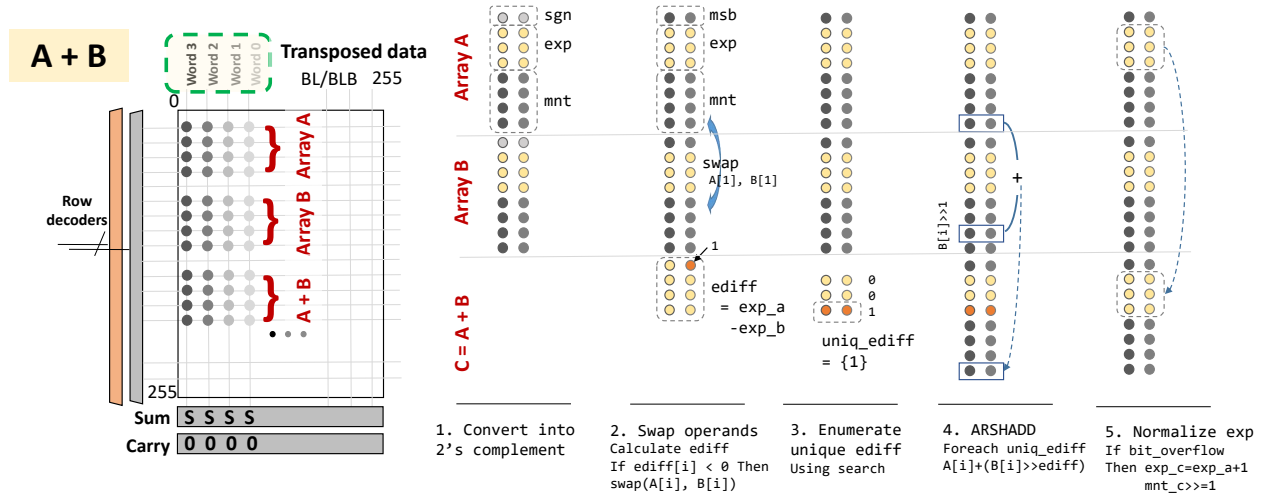 A + B
Word 3
Word 2
Word 1
Word 0
Transposed data
BL/BLB
255
0
Array A
Array B
A + B
Row
decoders
255
Sum
S S S S
Carry
0 0 0 0
Array A
Array B
C = A + B
sgn
exp
mnt
1. Convert into
2's complement
msb
exp
mnt
swap
A[1], B[1]
1
ediff
= exp_a
-exp_b
2. Swap operands
Calculate ediff
If ediff[i] < 0 Then
swap(A[i], B[i])
0
0
1
uniq_ediff
= {1}
3. Enumerate
unique ediff
Using search
B[i]>>1
+
4. ARSHADD
Foreach uniq_ediff
A[i]+(B[i]>>ediff)
5. Normalize exp
If bit_overflow
Then exp_c=exp_a+1
mnt_c>>=1